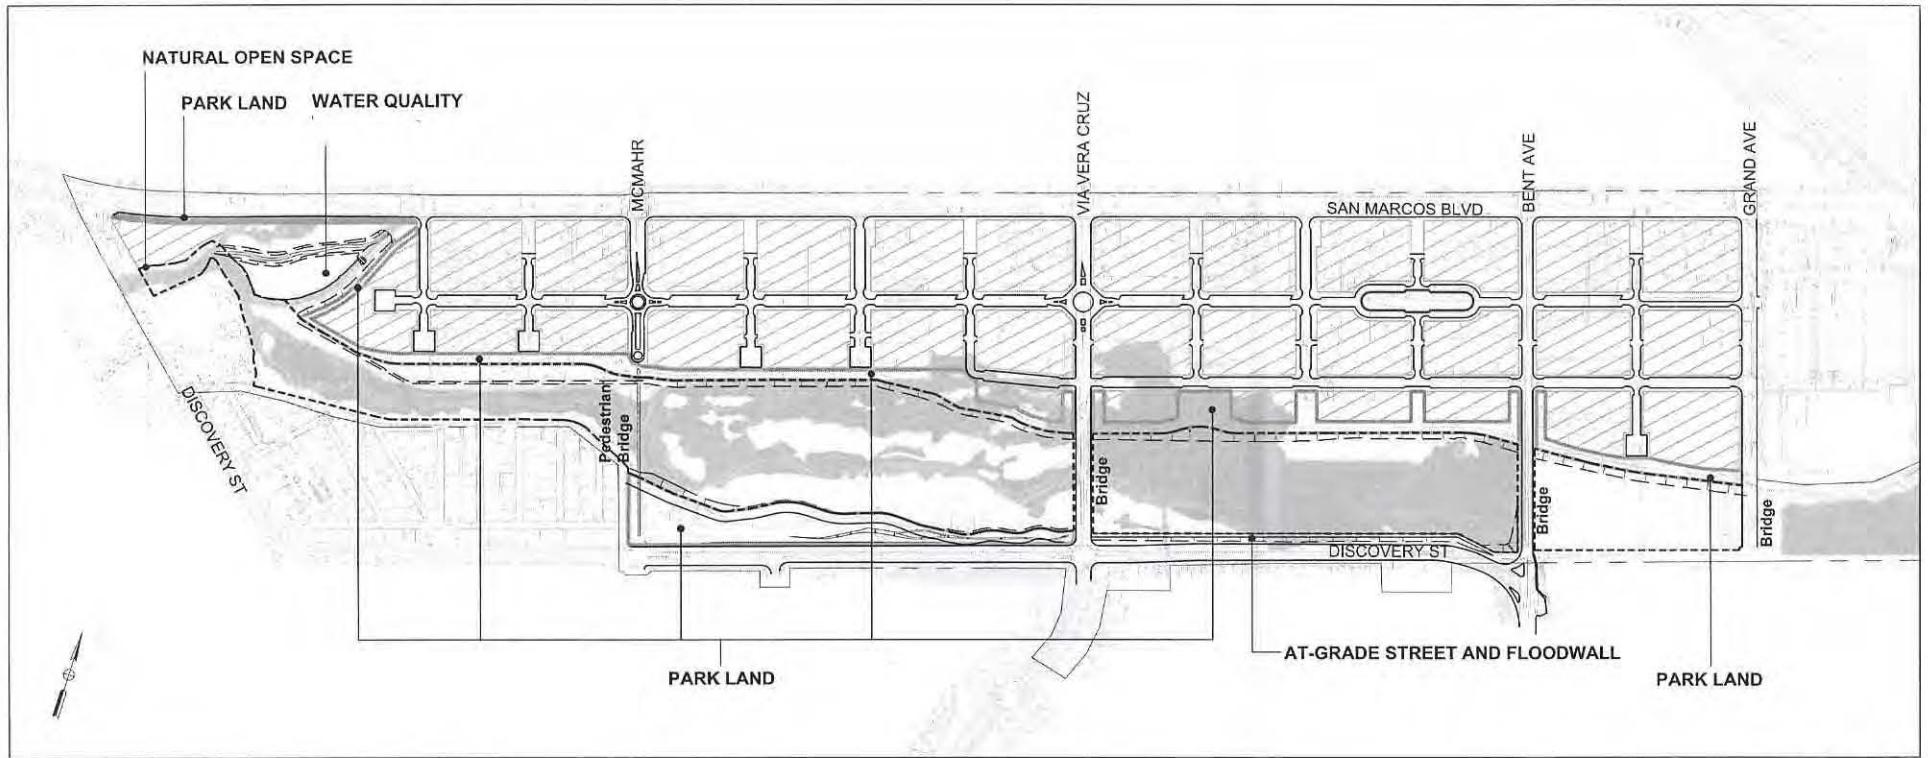 NATURAL OPEN SPACE
PARK LAND
WATER QUALITY
MCMAHR
VIA VERA CRUZ
BENT AVE
GRAND AVE
SAN MARCOS BLVD
DISCOVERY ST
Pedestrian
Bridge
Bridge
Bridge
Bridge
DISCOVERY ST
AT-GRADE STREET AND FLOODWALL
PARK LAND
PARK LAND